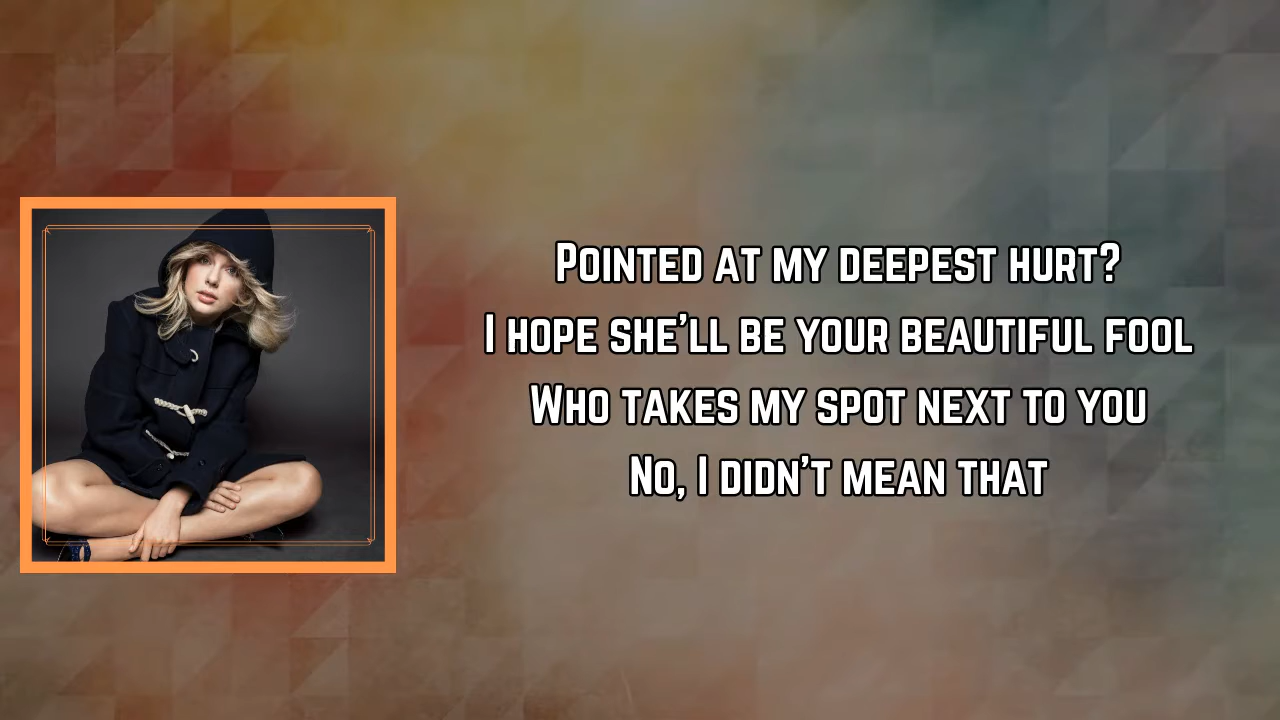 Pointed at my deepest hurt?
I hope she’ll be your beautiful fool
Who takes my spot next to you
No, I didn’t mean that